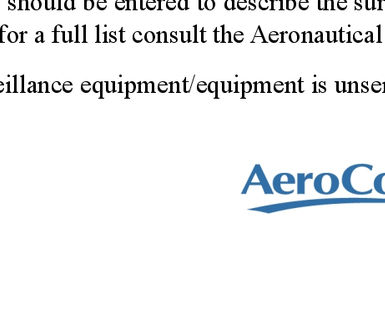 should be entered to describe the sur
for a full list consult the Aeronautical
eillance equipment/equipment is unser
AeroCo